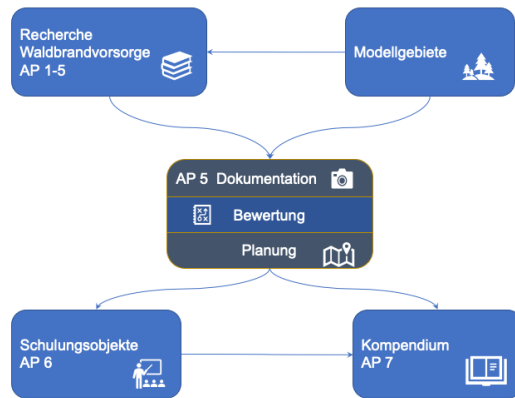 Recherche
Waldbrandvorsorge
AP 1-5
Modellgebiete
AP 5 Dokumentation
Bewertung
Planung
Schulungsobjekte
AP 6
Kompendium
AP 7